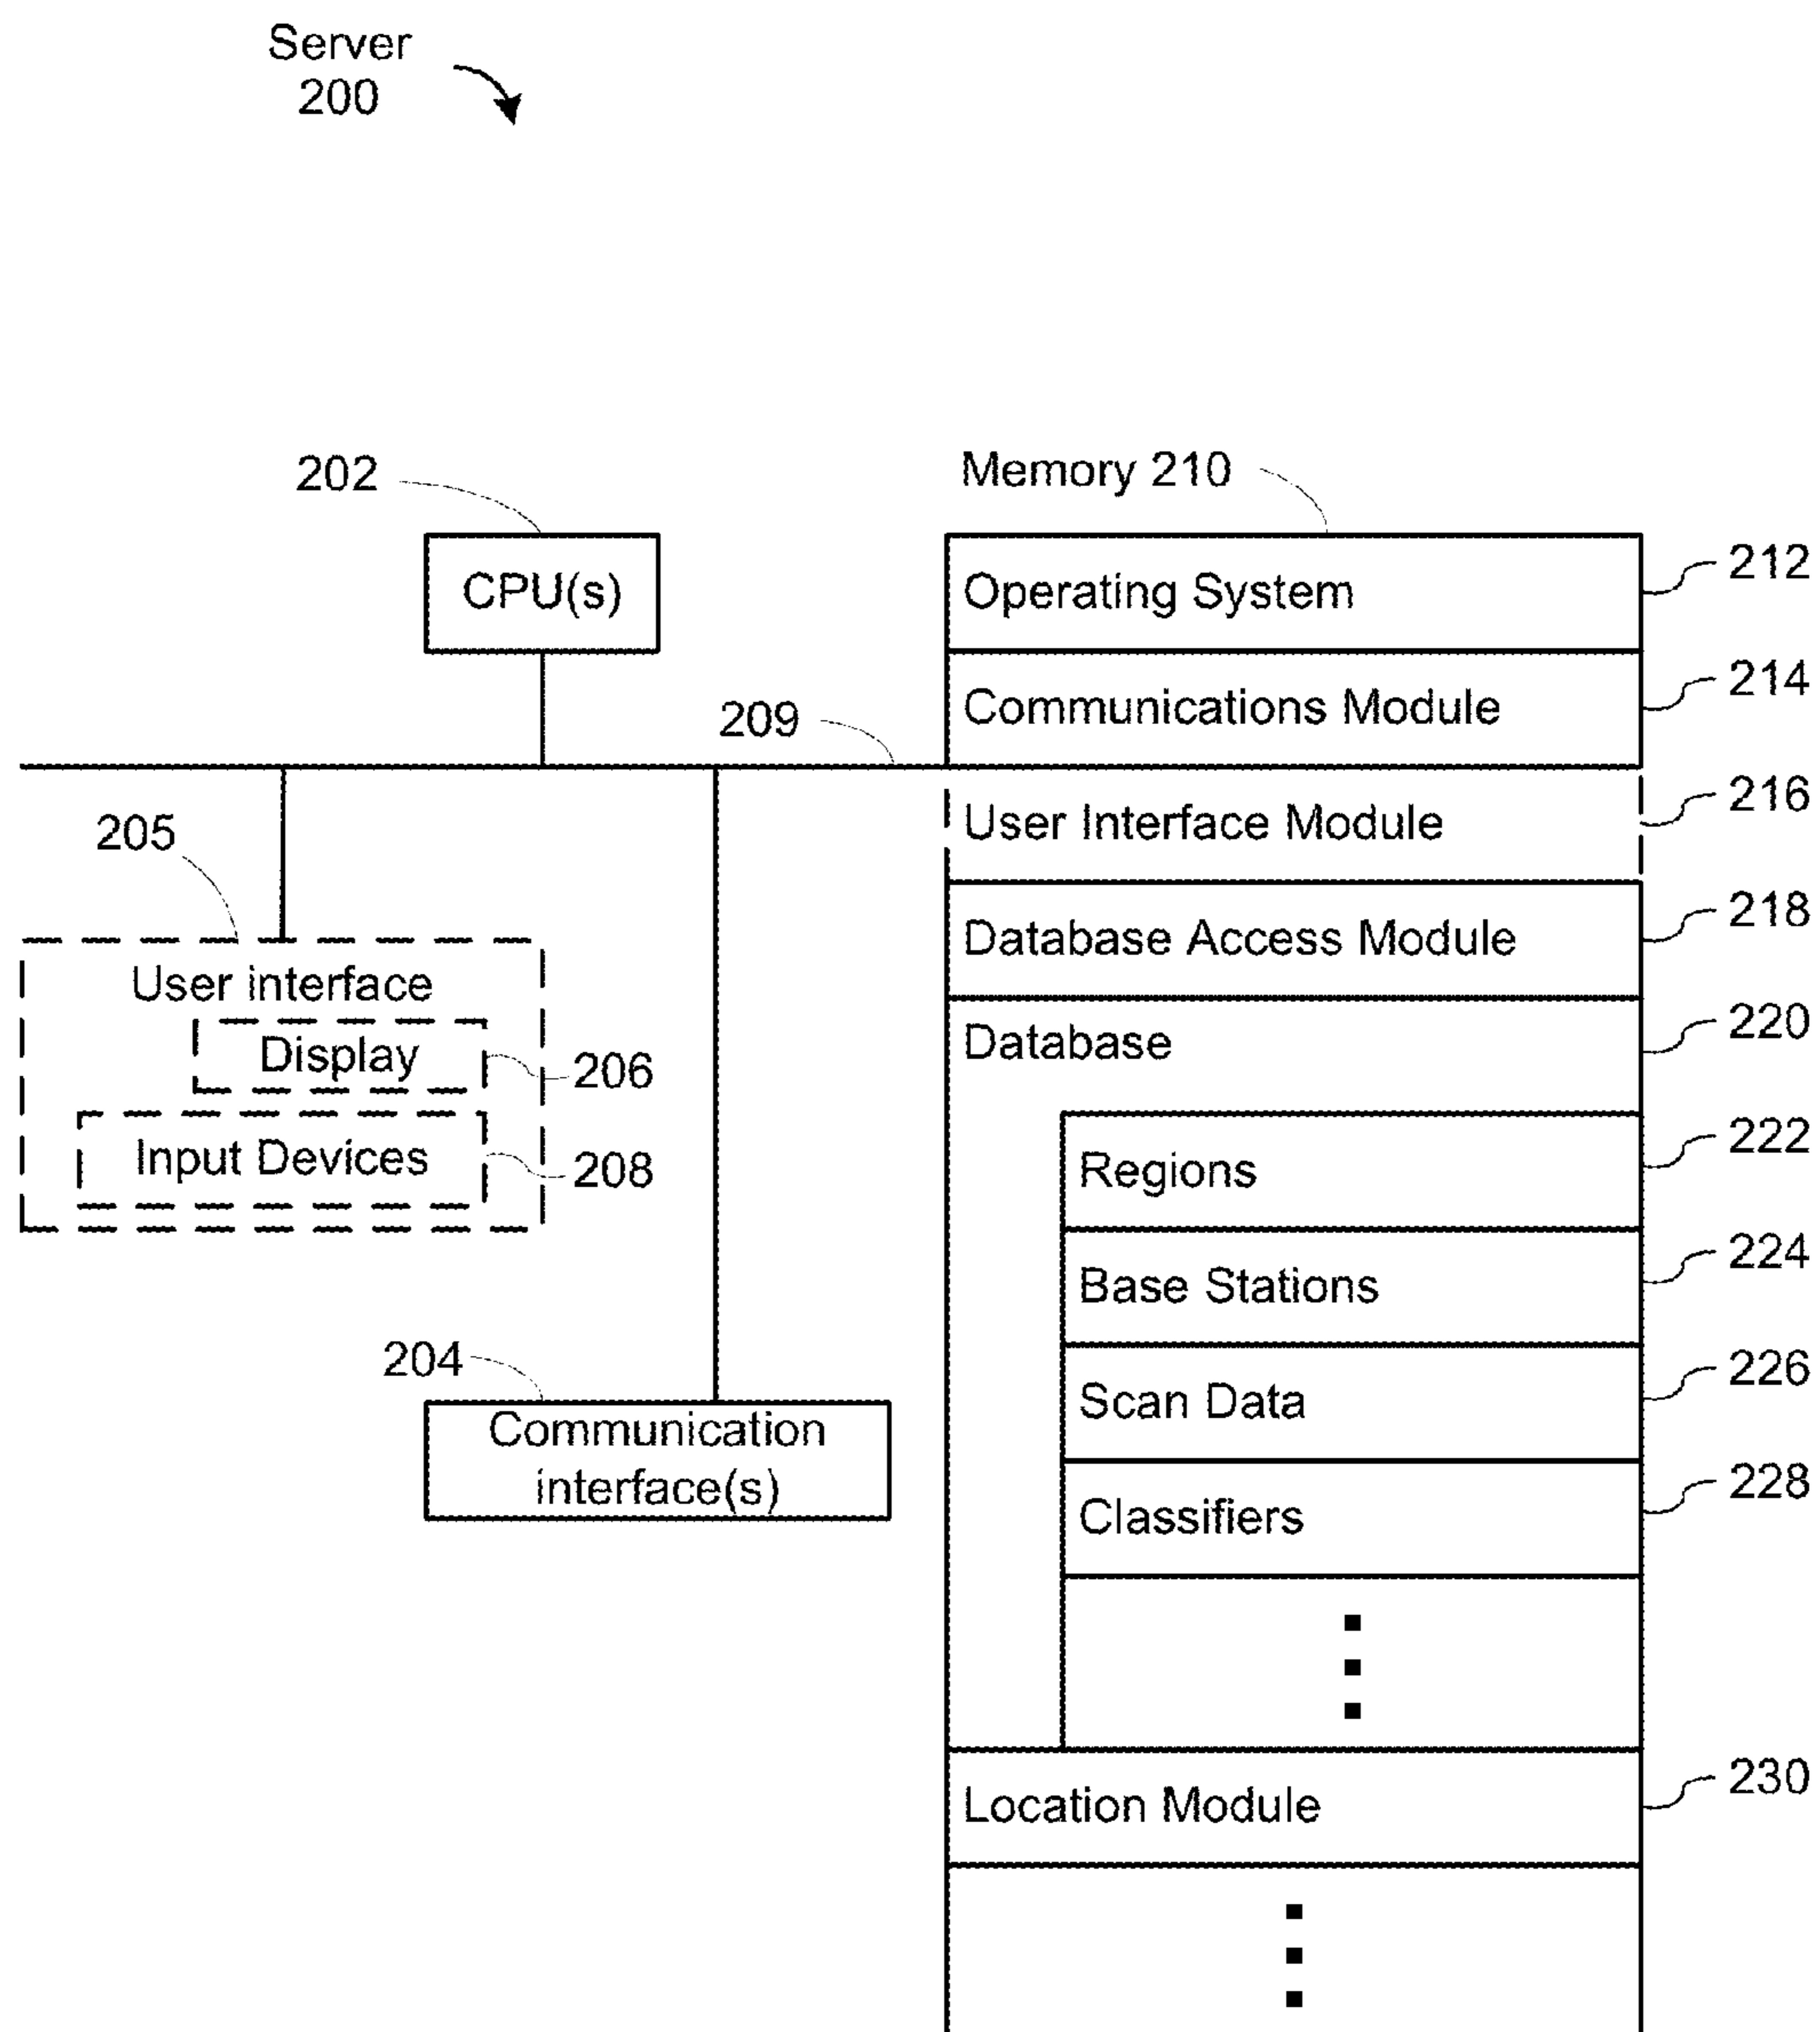 Server
200
202
CPU(s)
209
205
User interface
Display
206
Input Devices
208
204
Communication
interface(s)
Memory 210
Operating System
212
Communications Module
214
User Interface Module
216
Database Access Module
218
Database
220
Regions
222
Base Stations
224
Scan Data
226
Classifiers
228
Location Module
230